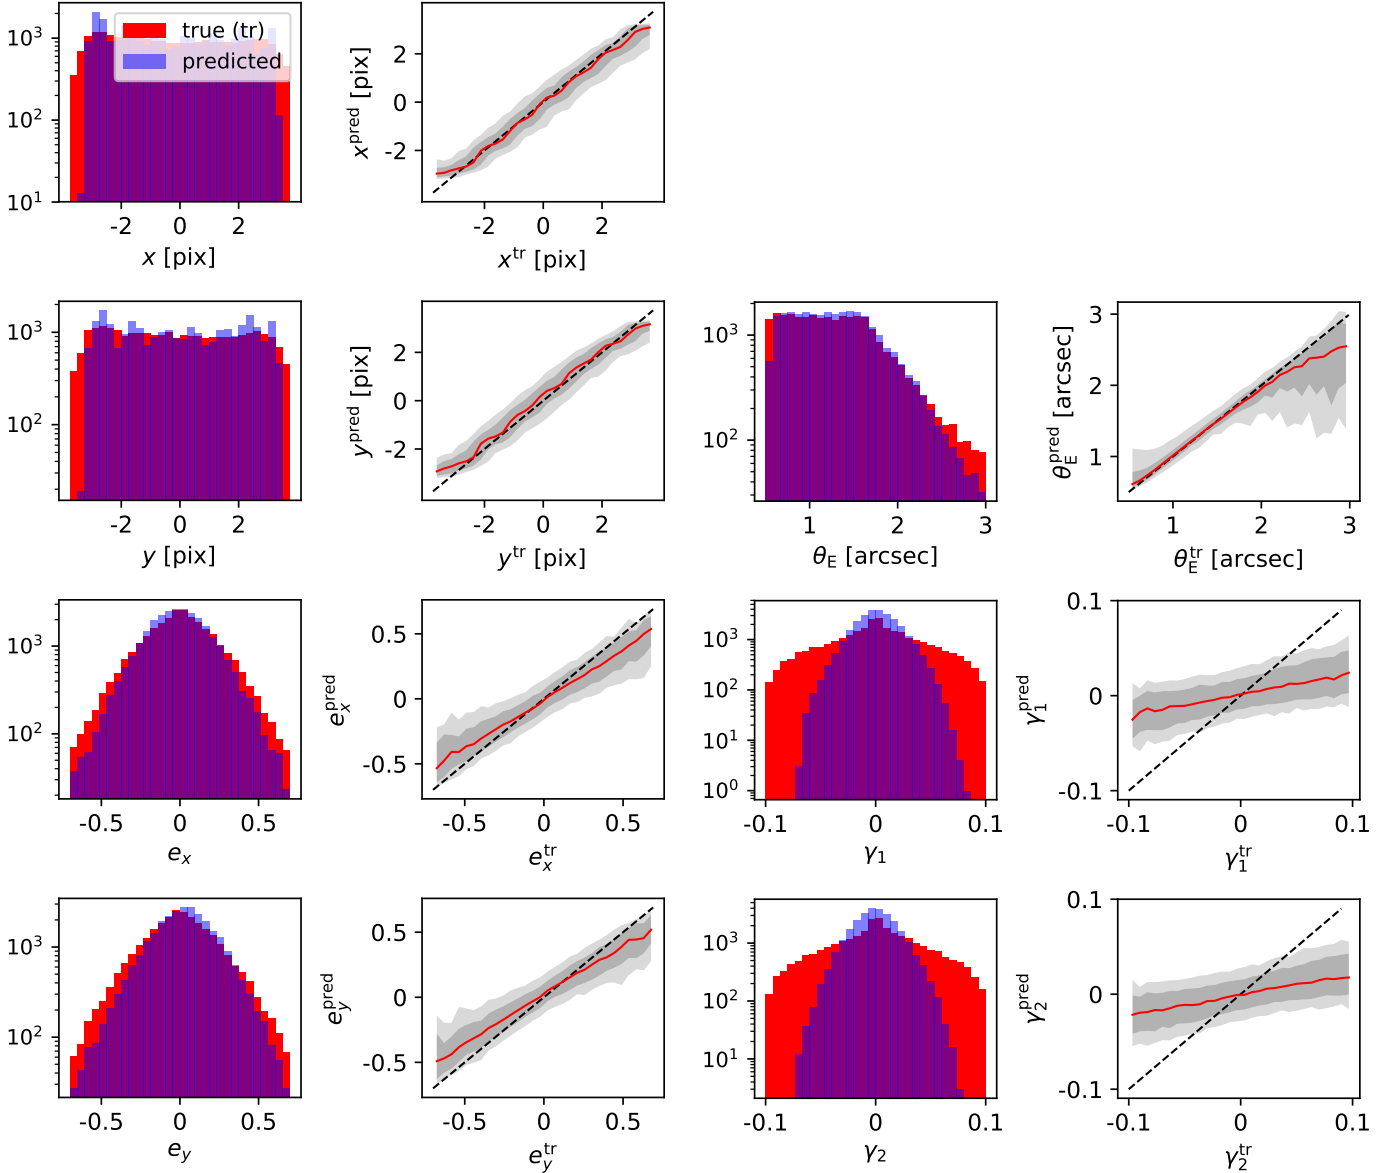 10³
10²
10¹
true (tr)
predicted
-2 0 2
x [pix]
x^pred [pix]
2
0
-2
-2 0 2
x^tr [pix]
10³
10²
-2 0 2
y [pix]
y^pred [pix]
2
0
-2
-2 0 2
y^tr [pix]
10³
10²
1 2 3
θ_E [arcsec]
θ_E^pred [arcsec]
3
2
1
1 2 3
θ_E^tr [arcsec]
10³
10²
-0.5 0 0.5
e_x
e_x^pred
0.5
0
-0.5
-0.5 0 0.5
e_x^tr
10³
10²
10¹
10⁰
-0.1 0 0.1
γ₁
γ₁^pred
0.1
0
-0.1
-0.1 0 0.1
γ₁^tr
10³
10²
-0.5 0 0.5
e_y
e_y^pred
0.5
0
-0.5
-0.5 0 0.5
e_y^tr
10³
10²
10¹
-0.1 0 0.1
γ₂
γ₂^pred
0.1
0
-0.1
-0.1 0 0.1
γ₂^tr